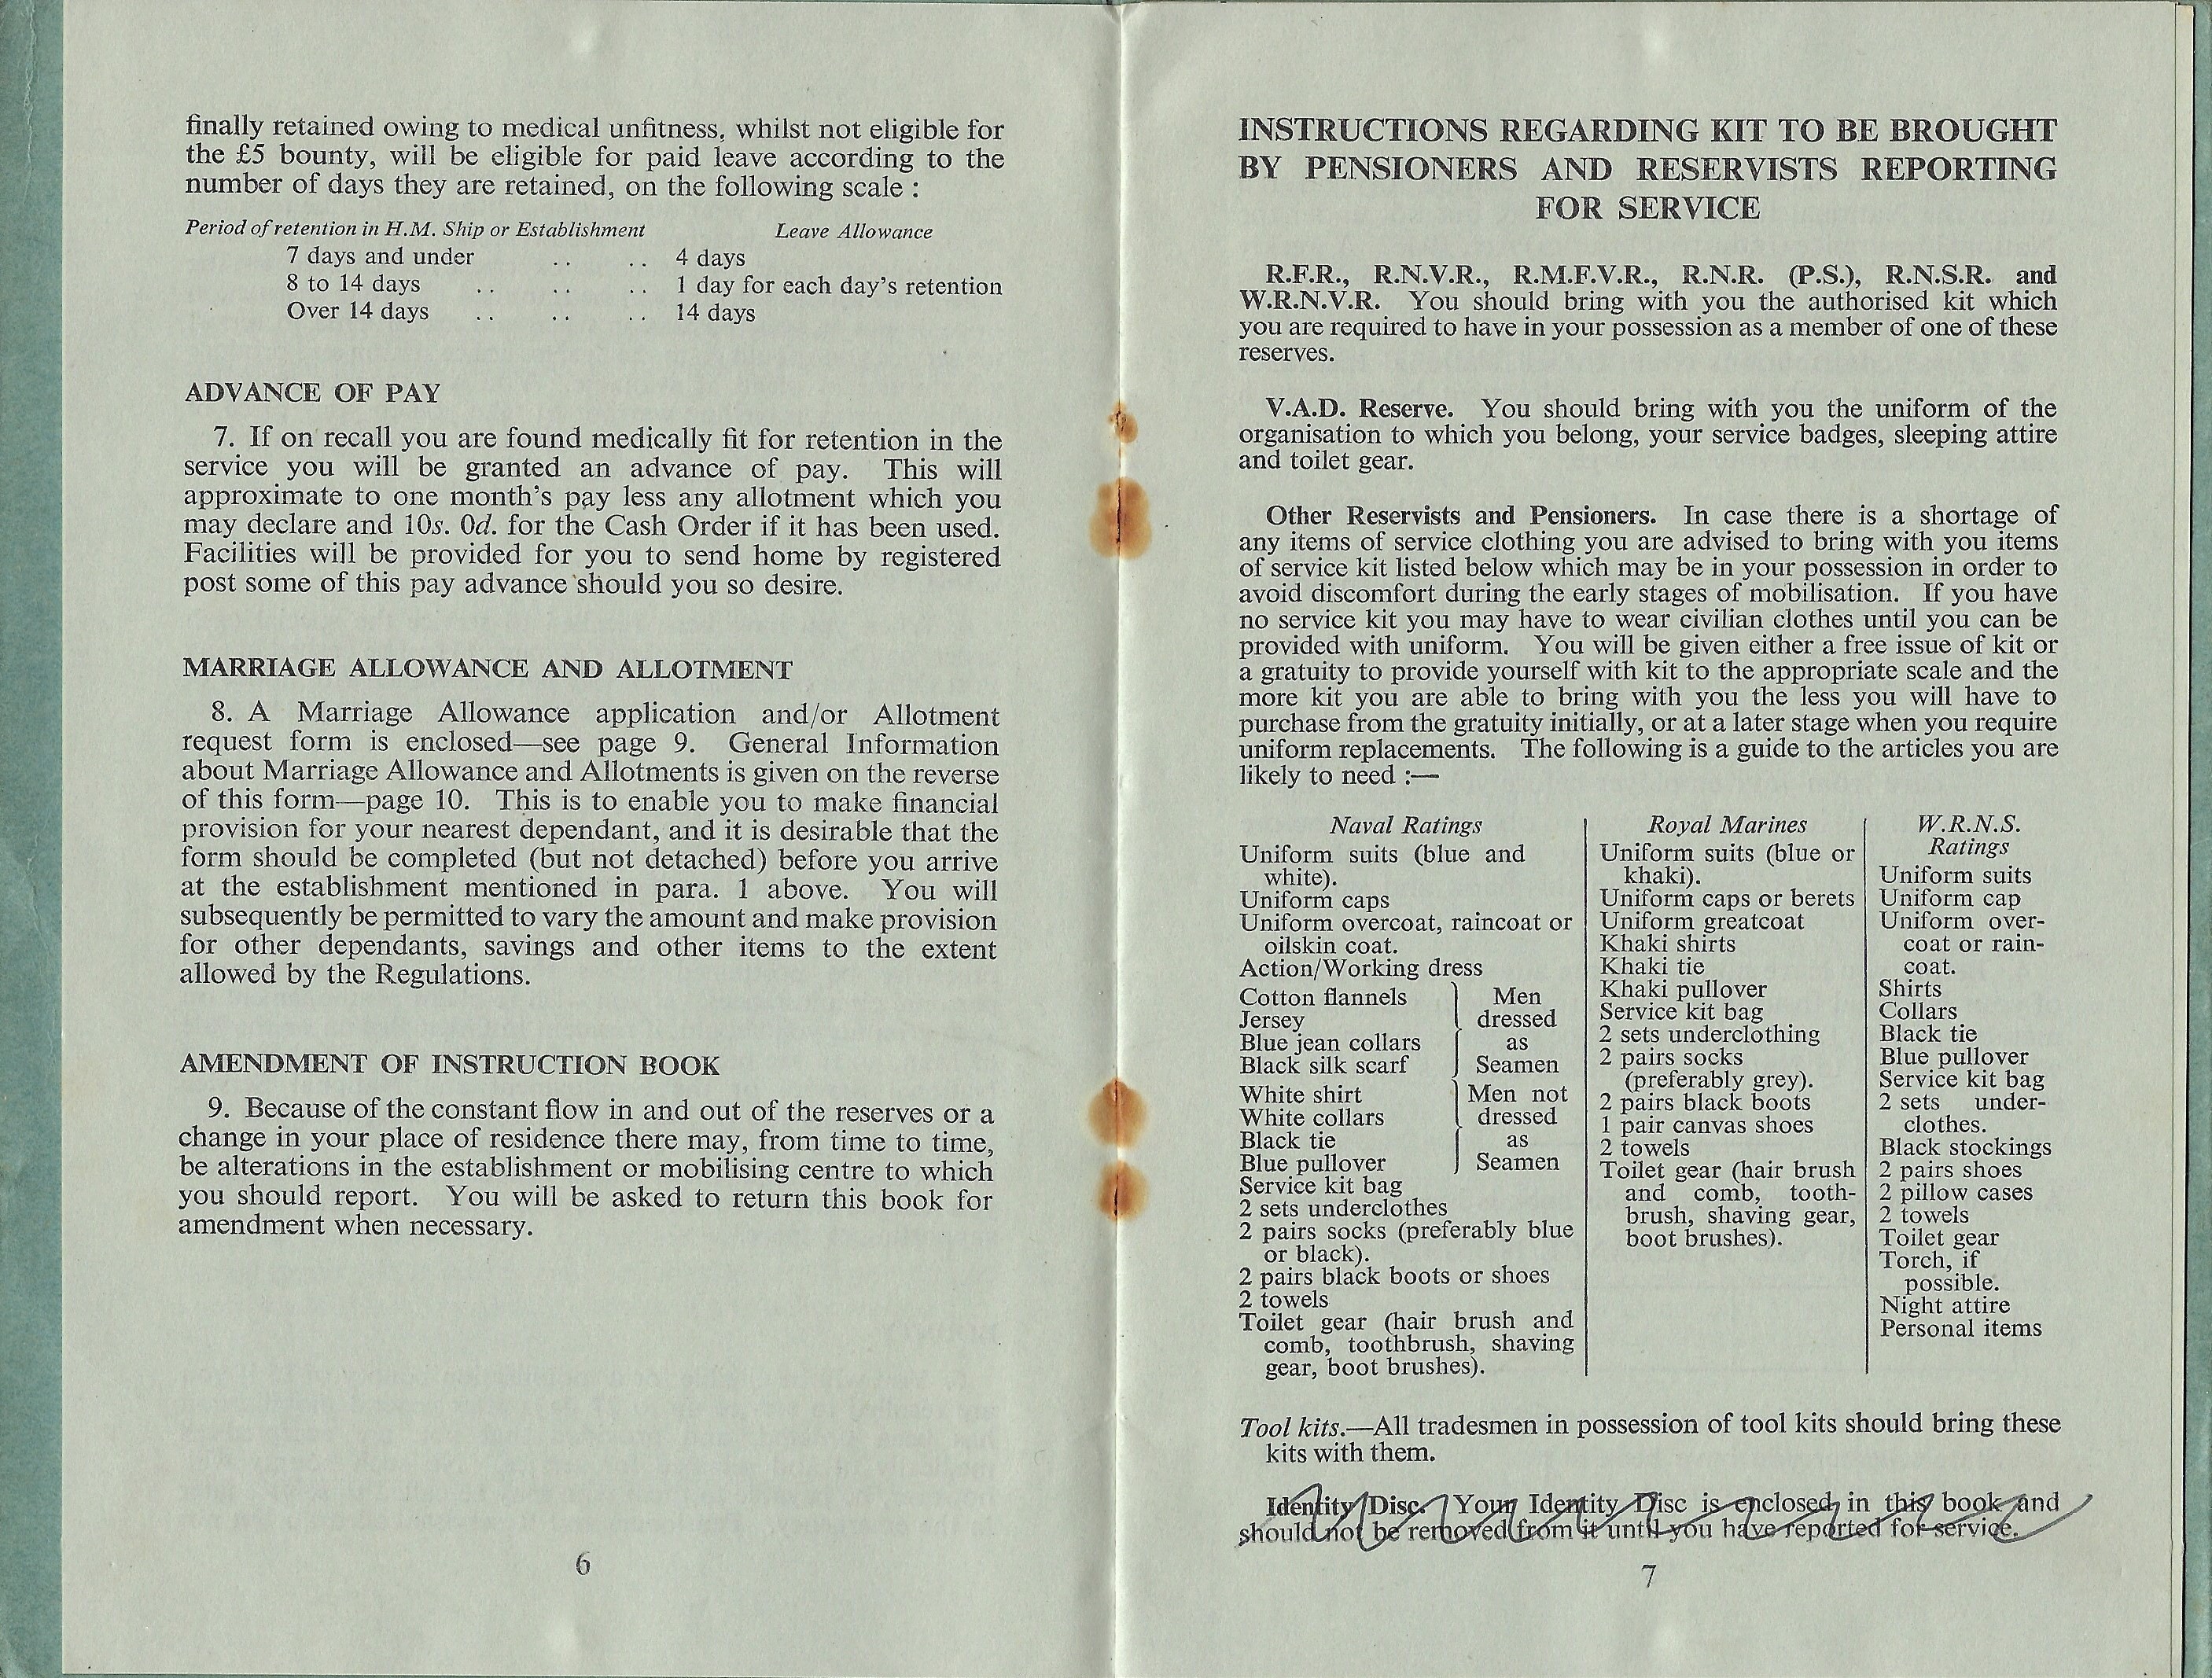 finally retained owing to medical unfitness, whilst not eligible for
the £5 bounty, will be eligible for paid leave according to the
number of days they are retained, on the following scale :
Period of retention in H.M. Ship or Establishment Leave Allowance
7 days and under .. .. 4 days
8 to 14 days .. .. .. 1 day for each day's retention
Over 14 days .. .. .. 14 days
ADVANCE OF PAY
7. If on recall you are found medically fit for retention in the
service you will be granted an advance of pay. This will
approximate to one month's pay less any allotment which you
may declare and 10s. 0d. for the Cash Order if it has been used.
Facilities will be provided for you to send home by registered
post some of this pay advance should you so desire.
MARRIAGE ALLOWANCE AND ALLOTMENT
8. A Marriage Allowance application and/or Allotment
request form is enclosed—see page 9. General Information
about Marriage Allowance and Allotments is given on the reverse
of this form—page 10. This is to enable you to make financial
provision for your nearest dependant, and it is desirable that the
form should be completed (but not detached) before you arrive
at the establishment mentioned in para. 1 above. You will
subsequently be permitted to vary the amount and make provision
for other dependants, savings and other items to the extent
allowed by the Regulations.
AMENDMENT OF INSTRUCTION BOOK
9. Because of the constant flow in and out of the reserves or a
change in your place of residence there may, from time to time,
be alterations in the establishment or mobilising centre to which
you should report. You will be asked to return this book for
amendment when necessary.
6
INSTRUCTIONS REGARDING KIT TO BE BROUGHT
BY PENSIONERS AND RESERVISTS REPORTING
FOR SERVICE
R.F.R., R.N.V.R., R.M.F.V.R., R.N.R. (P.S.), R.N.S.R. and
W.R.N.V.R. You should bring with you the authorised kit which
you are required to have in your possession as a member of one of these
reserves.
V.A.D. Reserve. You should bring with you the uniform of the
organisation to which you belong, your service badges, sleeping attire
and toilet gear.
Other Reservists and Pensioners. In case there is a shortage of
any items of service clothing you are advised to bring with you items
of service kit listed below which may be in your possession in order to
avoid discomfort during the early stages of mobilisation. If you have
no service kit you may have to wear civilian clothes until you can be
provided with uniform. You will be given either a free issue of kit or
a gratuity to provide yourself with kit to the appropriate scale and the
more kit you are able to bring with you the less you will have to
purchase from the gratuity initially, or at a later stage when you require
uniform replacements. The following is a guide to the articles you are
likely to need :—
Naval Ratings
Uniform suits (blue and
white).
Uniform caps
Uniform overcoat, raincoat or
oilskin coat.
Action/Working dress
Cotton flannels Men
Jersey dressed
Blue jean collars as
Black silk scarf Seamen
White shirt Men not
White collars dressed
Black tie as
Blue pullover Seamen
Service kit bag
2 sets underclothes
2 pairs socks (preferably blue
or black).
2 pairs black boots or shoes
2 towels
Toilet gear (hair brush and
comb, toothbrush, shaving
gear, boot brushes).
Royal Marines
Uniform suits (blue or
khaki).
Uniform caps or berets
Uniform greatcoat
Khaki shirts
Khaki tie
Khaki pullover
Service kit bag
2 sets underclothing
2 pairs socks
(preferably grey).
2 pairs black boots
1 pair canvas shoes
2 towels
Toilet gear (hair brush
and comb, tooth-
brush, shaving gear,
boot brushes).
W.R.N.S.
Ratings
Uniform suits
Uniform cap
Uniform over-
coat or rain-
coat.
Shirts
Collars
Black tie
Blue pullover
Service kit bag
2 sets under-
clothes.
Black stockings
2 pairs shoes
2 pillow cases
2 towels
Toilet gear
Torch, if
possible.
Night attire
Personal items
Tool kits.—All tradesmen in possession of tool kits should bring these
kits with them.
Identity Disc. Your Identity Disc is enclosed in this book and
should not be removed from it until you have reported for service.
7